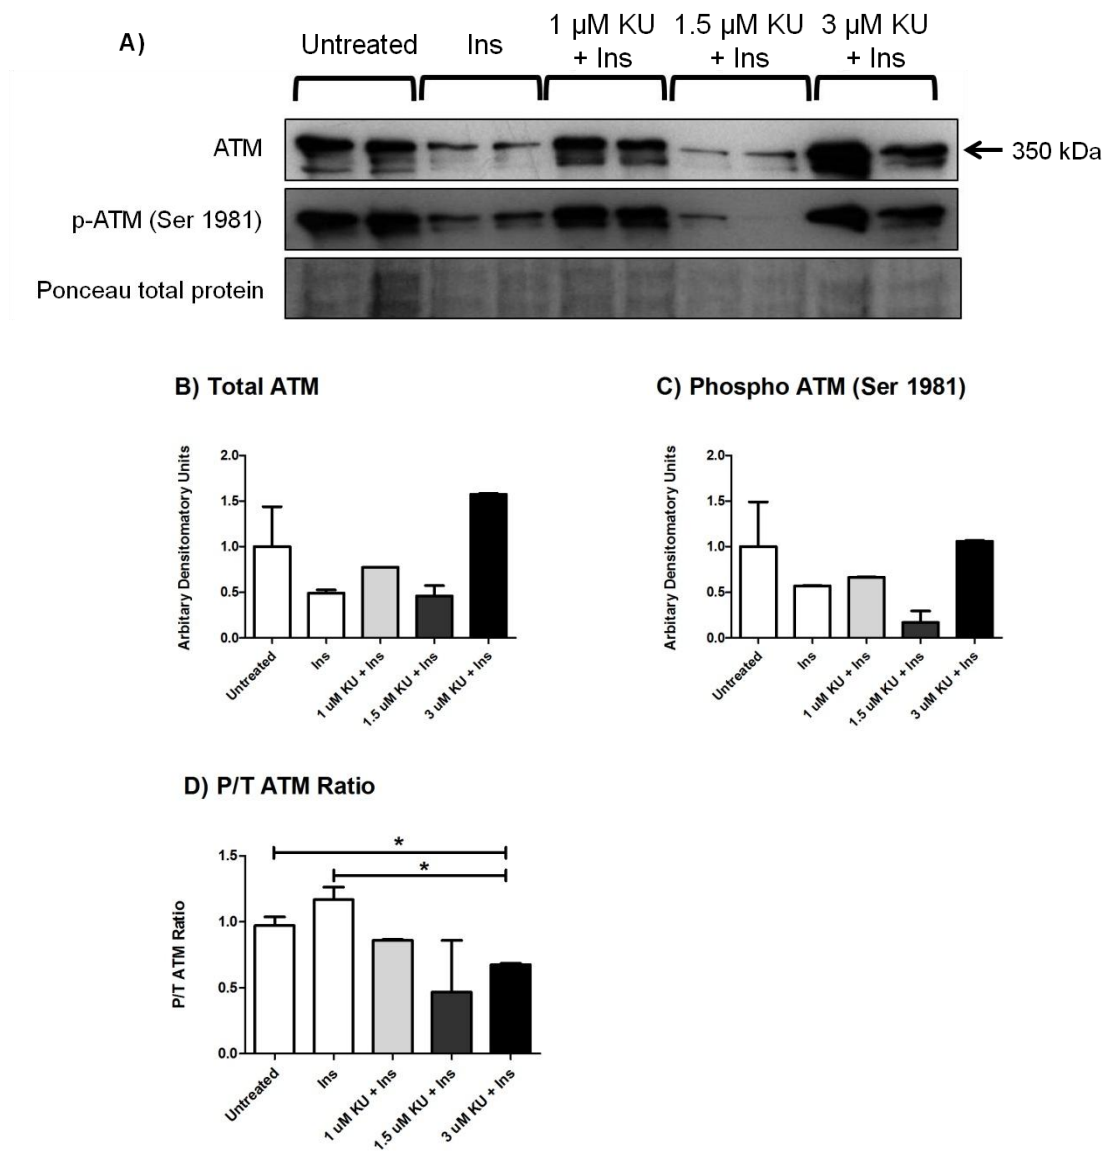 A)
Untreated
Ins
1 µM KU
+ Ins
1.5 µM KU
+ Ins
3 µM KU
+ Ins
ATM
350 kDa
p-ATM (Ser 1981)
Ponceau total protein
B) Total ATM
Arbitary Densitomatory Units
2.0
1.5
1.0
0.5
0.0
Untreated
Ins
1 uM KU + Ins
1.5 uM KU + Ins
3 uM KU + Ins
C) Phospho ATM (Ser 1981)
Arbitary Densitomatory Units
2.0
1.5
1.0
0.5
0.0
Untreated
Ins
1 uM KU + Ins
1.5 uM KU + Ins
3 uM KU + Ins
D) P/T ATM Ratio
P/T ATM Ratio
1.5
1.0
0.5
0.0
*
*
Untreated
Ins
1 uM KU + Ins
1.5 uM KU + Ins
3 uM KU + Ins